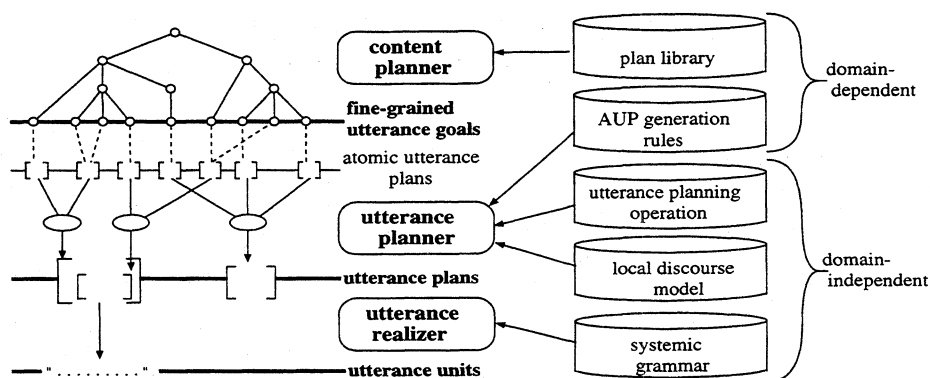 content
planner
plan library
domain-
dependent
fine-grained
utterance goals
AUP generation
rules
atomic utterance
plans
utterance planning
operation
utterance
planner
local discourse
model
domain-
independent
utterance plans
utterance
realizer
systemic
grammar
" . . . . . . . . "
utterance units